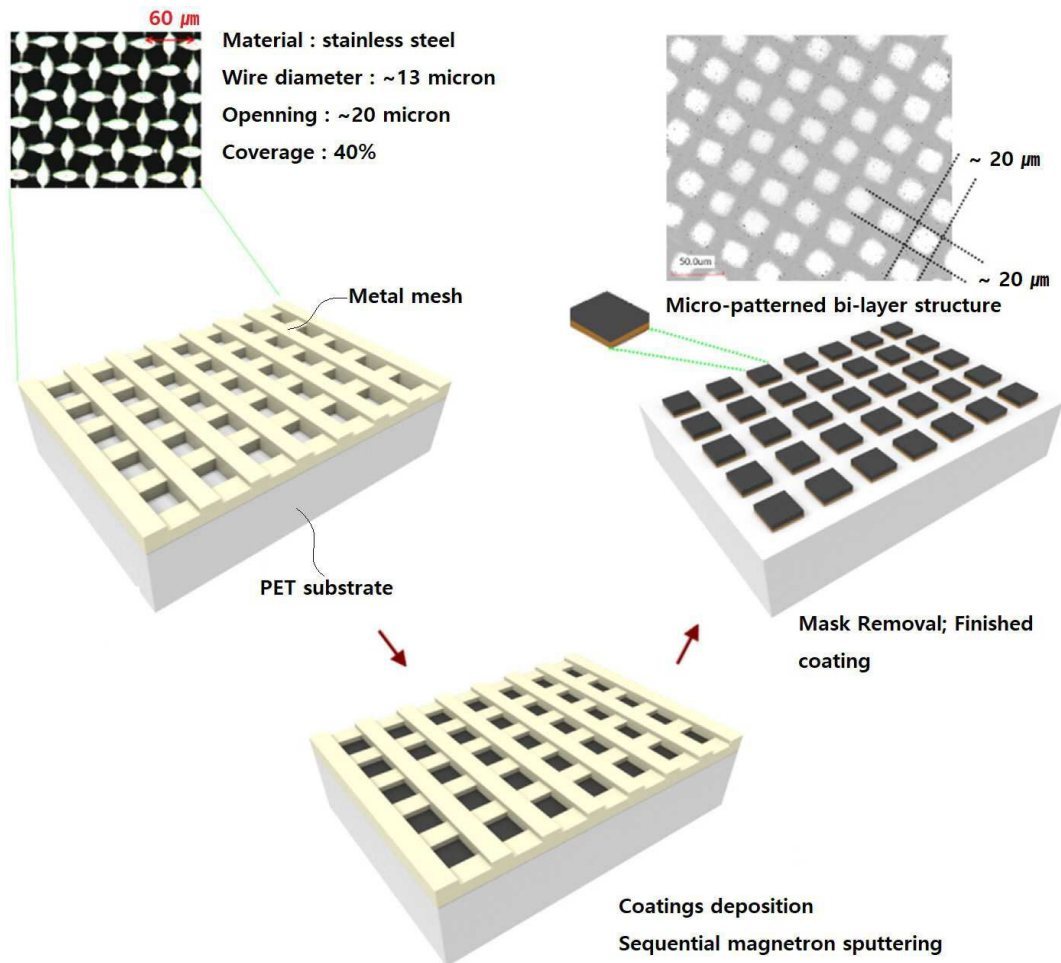 60 ㎛
Material : stainless steel
Wire diameter : ~13 micron
Openning : ~20 micron
Coverage : 40%
~ 20 μm
50.0um
~ 20 μm
Micro-patterned bi-layer structure
Metal mesh
PET substrate
Mask Removal; Finished
coating
Coatings deposition
Sequential magnetron sputtering